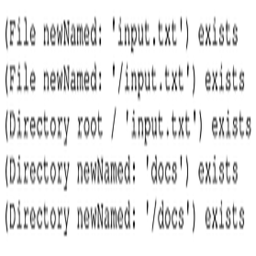 (File newNamed: 'input.txt') exists
(File newNamed: '/input.txt') exists
(Directory root / 'input.txt') exists
(Directory newNamed: 'docs') exists
(Directory newNamed: '/docs') exists